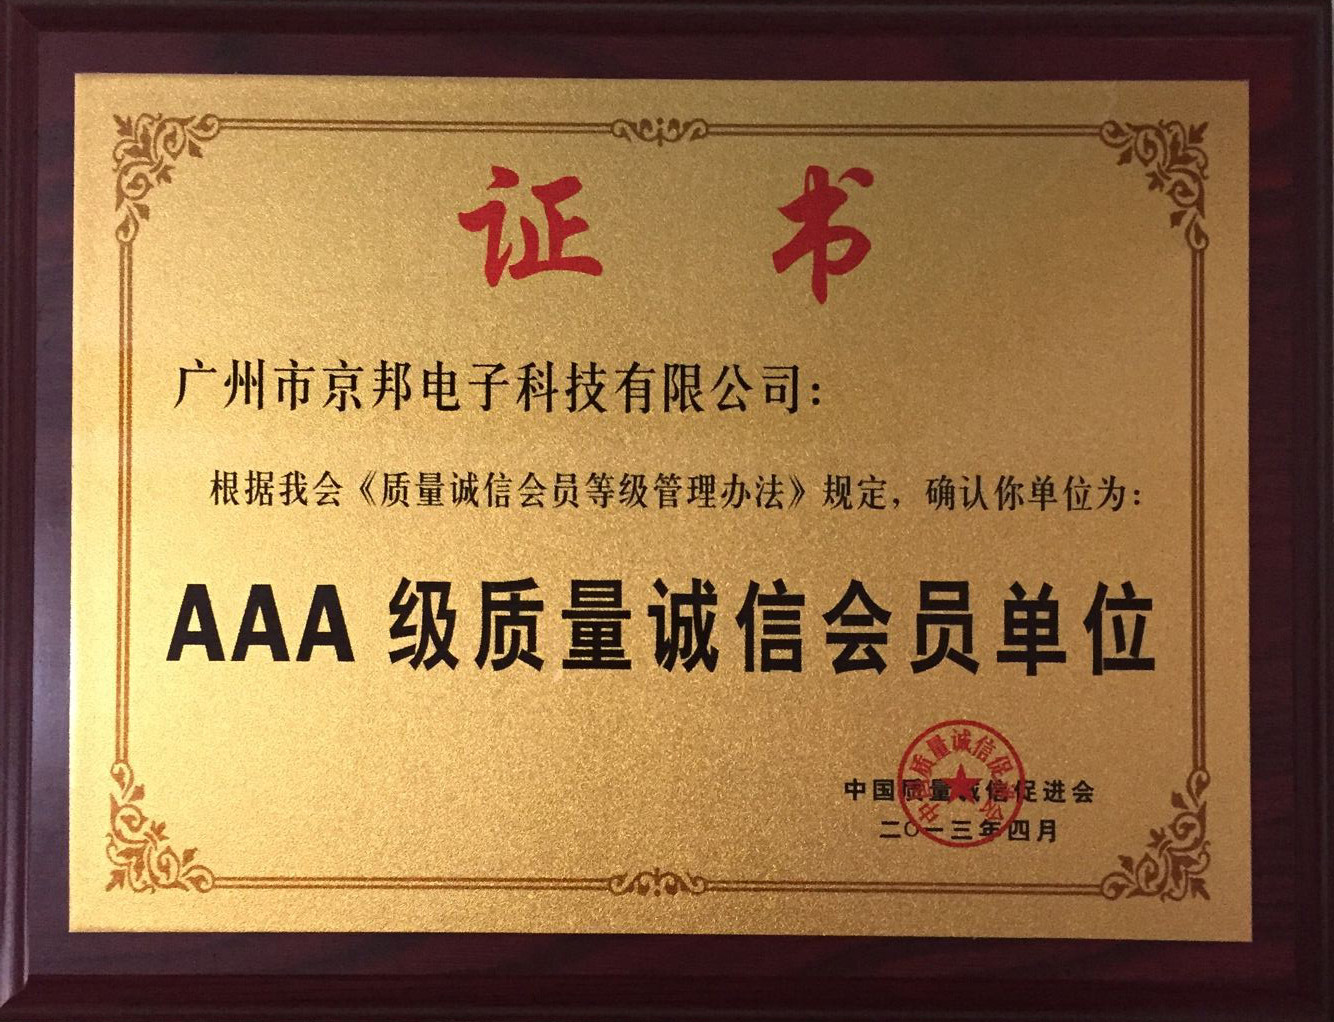 证书
广州市京邦电子科技有限公司：
根据我会《质量诚信会员等级管理办法》规定，确认你单位为：
AAA 级质量诚信会员单位
中国质量诚信促进会
二〇一三年四月